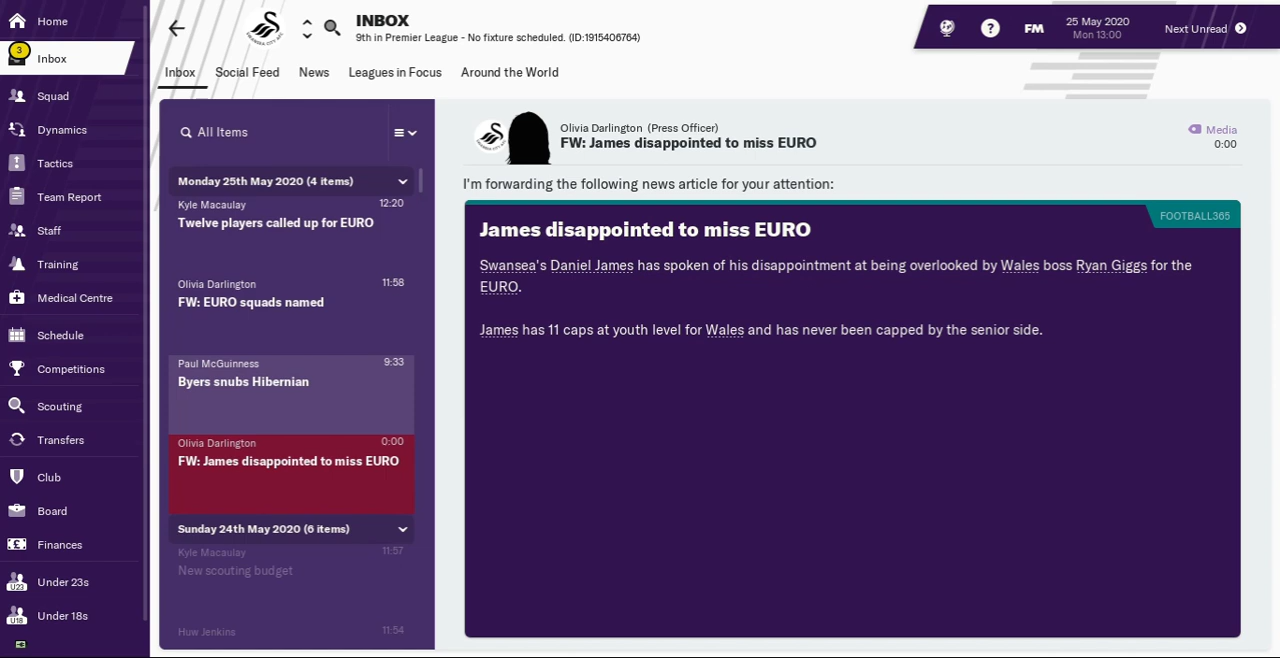 Home
3
Inbox
Squad
Dynamics
Tactics
Team Report
Staff
Training
Medical Centre
Schedule
Competitions
Scouting
Transfers
Club
Board
Finances
U23
Under 23s
U18
Under 18s
INBOX
9th in Premier League - No fixture scheduled. (ID:1915406764)
? FM 25 May 2020
Mon 13:00
Next Unread
Inbox Social Feed News Leagues in Focus Around the World
All Items
Monday 25th May 2020 (4 items)
Kyle Macaulay 12:20
Twelve players called up for EURO
Olivia Darlington 11:58
FW: EURO squads named
Paul McGuinness 9:33
Byers snubs Hibernian
Olivia Darlington 0:00
FW: James disappointed to miss EURO
Sunday 24th May 2020 (6 items)
Kyle Macaulay 11:57
New scouting budget
Huw Jenkins 11:54
Olivia Darlington (Press Officer)
FW: James disappointed to miss EURO
Media
0:00
I'm forwarding the following news article for your attention:
FOOTBALL365
James disappointed to miss EURO
Swansea's Daniel James has spoken of his disappointment at being overlooked by Wales boss Ryan Giggs for the
EURO.
James has 11 caps at youth level for Wales and has never been capped by the senior side.